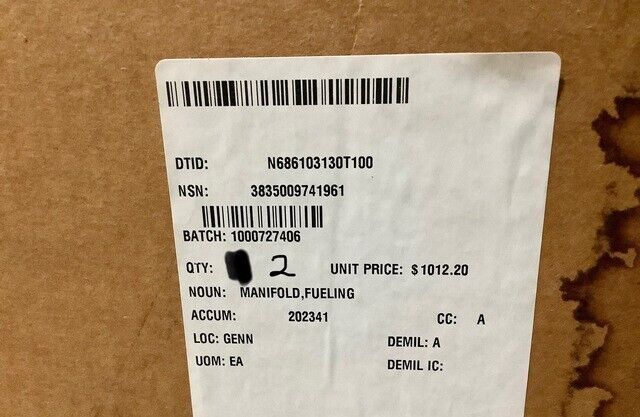 DTID: N686103130T100
NSN: 3835009741961
BATCH: 1000727406
QTY: 2 UNIT PRICE: $1012.20
NOUN: MANIFOLD,FUELING
ACCUM: 202341 CC: A
LOC: GENN DEMIL: A
UOM: EA DEMIL IC: